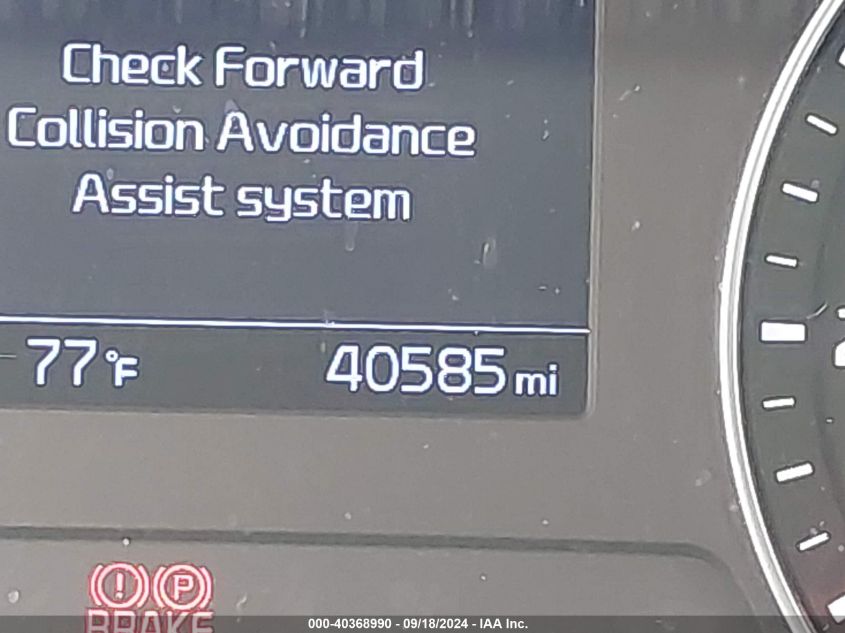 Check Forward
Collision Avoidance
Assist system
77°F 40585 mi
! P
BRAKE
000-40368990 - 09/18/2024 - IAA Inc.